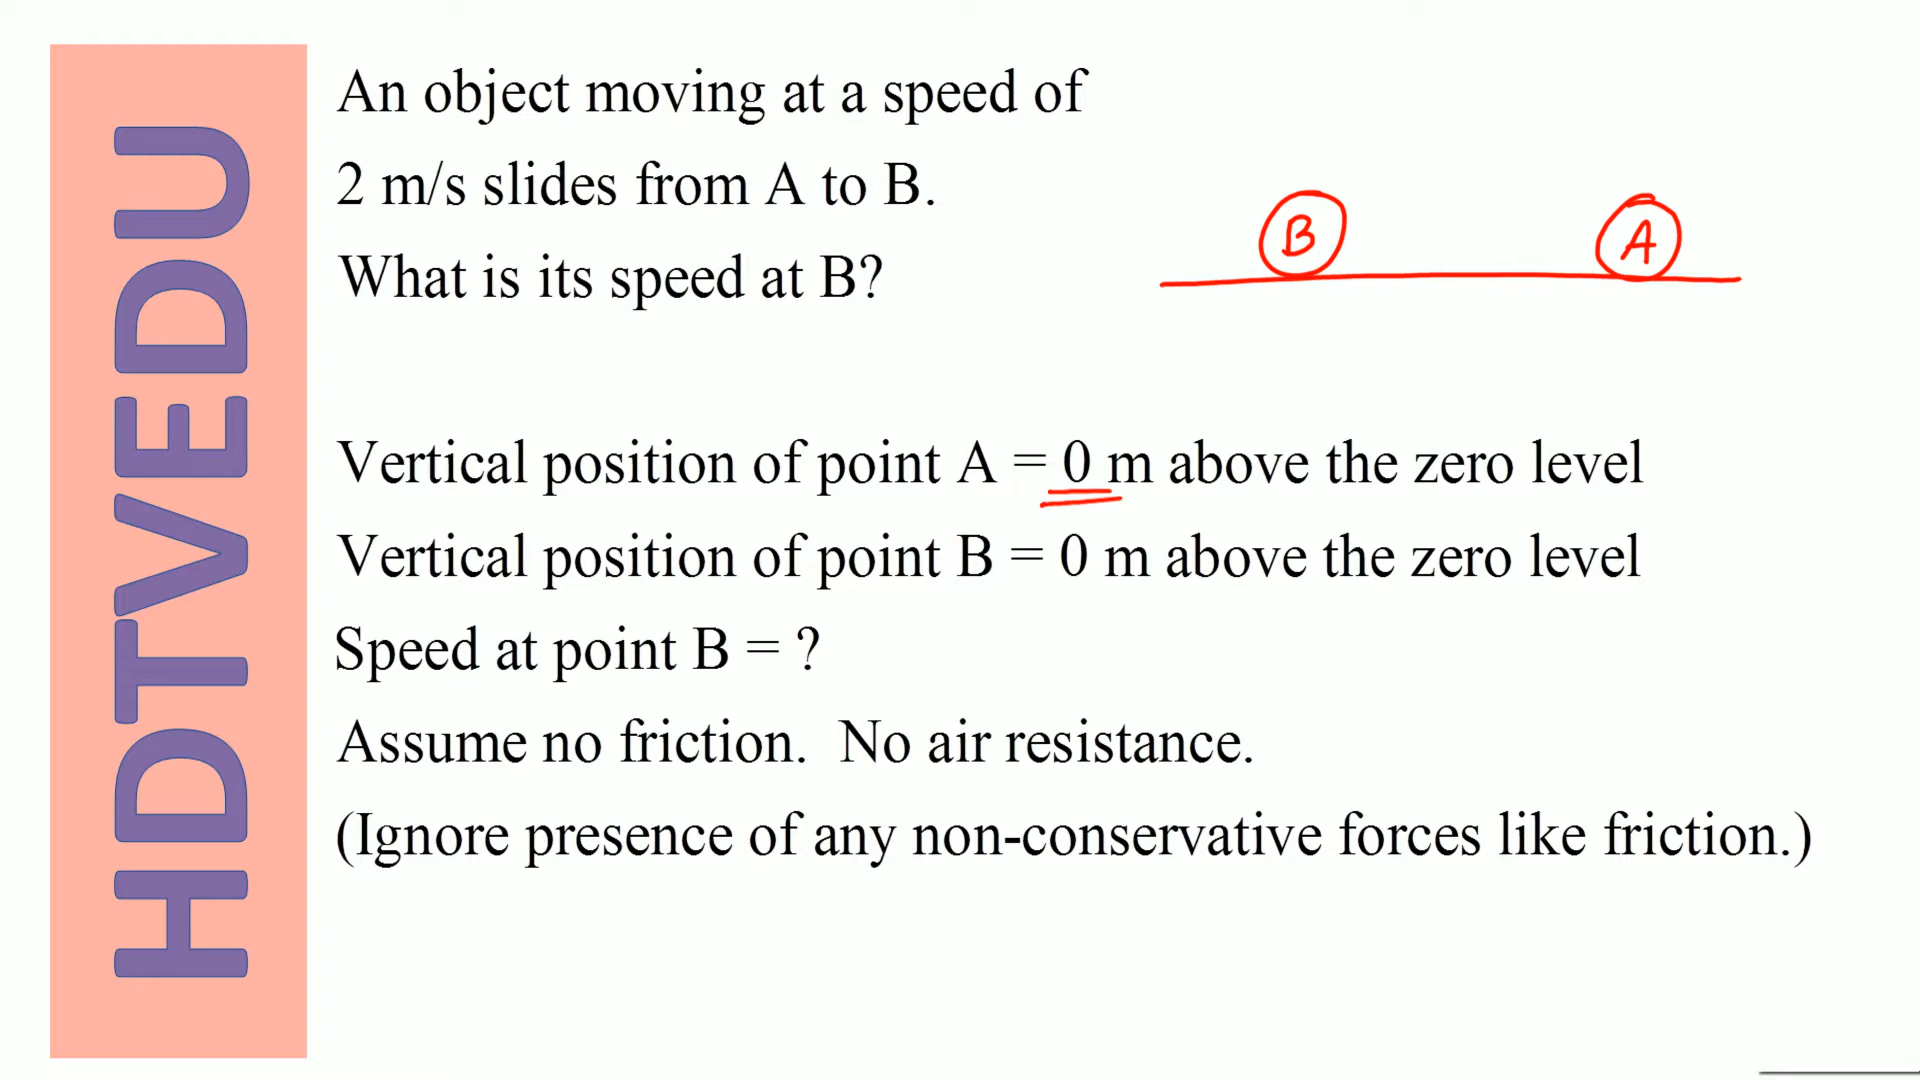 HDTVEDU
An object moving at a speed of
2 m/s slides from A to B.
What is its speed at B?
B A
Vertical position of point A = 0 m above the zero level
Vertical position of point B = 0 m above the zero level
Speed at point B = ?
Assume no friction.  No air resistance.
(Ignore presence of any non-conservative forces like friction.)